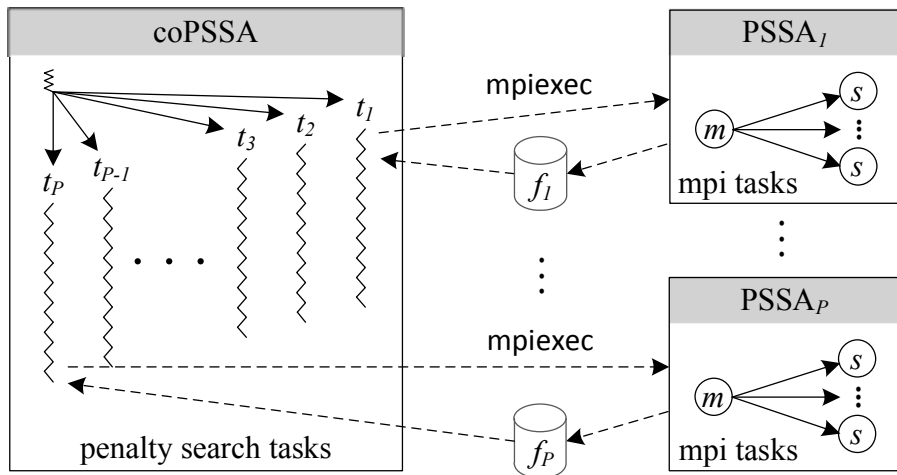 coPSSA
t1
t2
t3
tP-1
tP
penalty search tasks
mpiexec
f1
mpiexec
fP
PSSA1
m
s
s
mpi tasks
PSSAP
m
s
s
mpi tasks